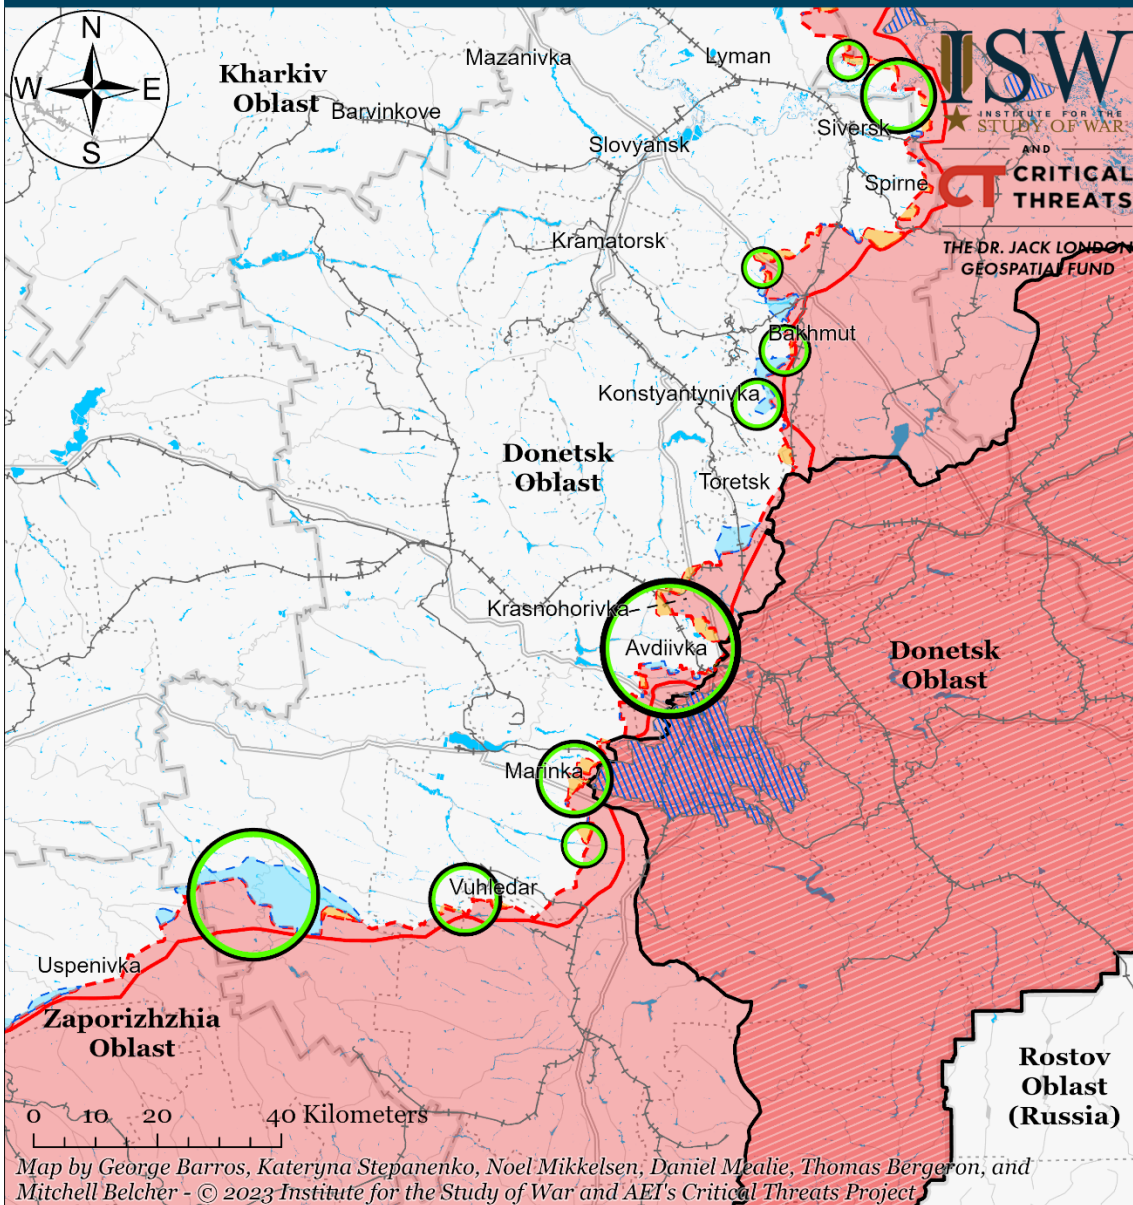 N
W
E
S
Kharkiv
Oblast
Mazanivka
Lyman
Barvinkove
Slovyansk
Siversk
Spirne
Kramatorsk
ISW
INSTITUTE FOR THE
STUDY OF WAR
AND
CT CRITICAL
THREATS
THE DR. JACK LONDON
GEOSPATIAL FUND
Bakhmut
Konstyantynivka
Donetsk
Oblast
Toretsk
Krasnohorivka
Avdiivka
Donetsk
Oblast
Marinka
Vuhledar
Uspenivka
Zaporizhzhia
Oblast
Rostov
Oblast
(Russia)
0 10 20 40 Kilometers
Map by George Barros, Kateryna Stepanenko, Noel Mikkelsen, Daniel Mealie, Thomas Bergeron, and
Mitchell Belcher - © 2023 Institute for the Study of War and AEI's Critical Threats Project